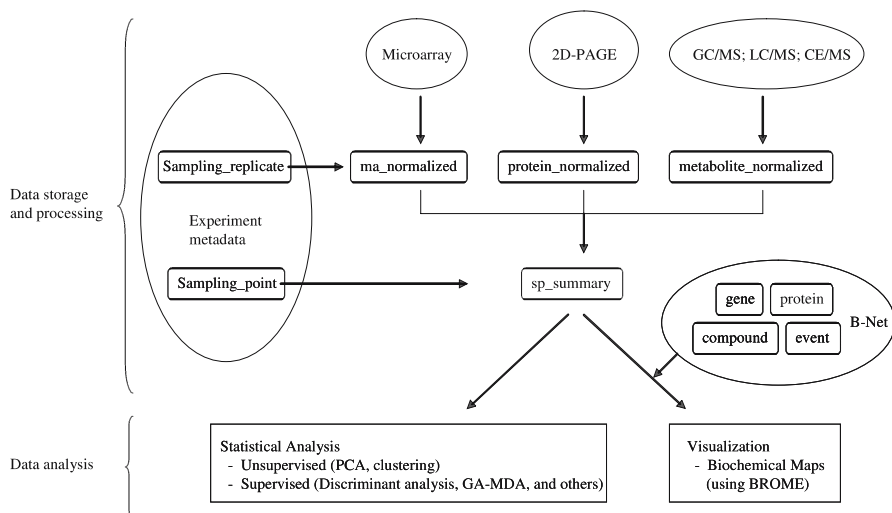 Microarray
2D-PAGE
GC/MS; LC/MS; CE/MS
Sampling_replicate
ma_normalized
protein_normalized
metabolite_normalized
Data storage
and processing
Experiment
metadata
Sampling_point
sp_summary
gene
protein
B-Net
compound
event
Data analysis
Statistical Analysis
- Unsupervised (PCA, clustering)
- Supervised (Discriminant analysis, GA-MDA, and others)
Visualization
- Biochemical Maps
(using BROME)